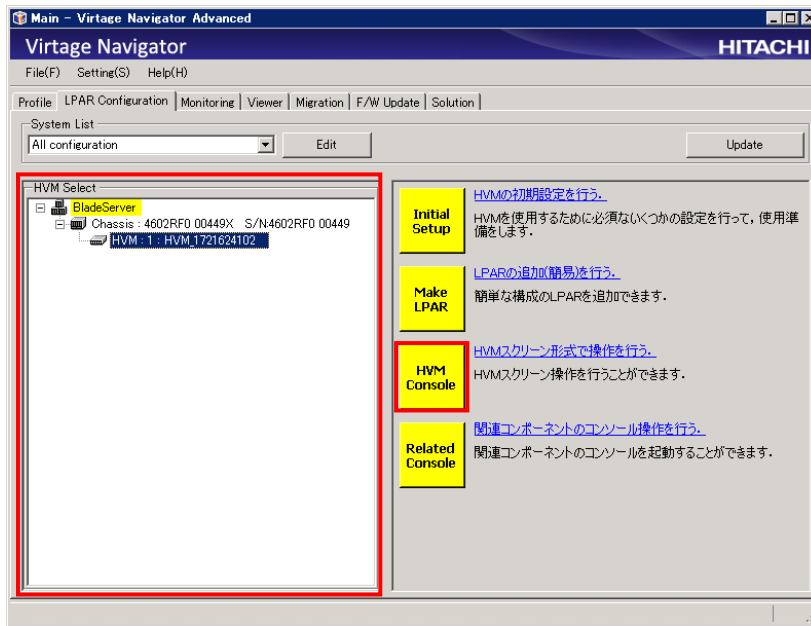 Main - Virtage Navigator Advanced
Virtage Navigator
HITACHI
File(F) Setting(S) Help(H)
Profile LPAR Configuration Monitoring Viewer Migration F/W Update Solution
System List
All configuration Edit Update
HVM Select
BladeServer
Chassis : 4602RF0 00449X S/N4602RF0 00449
HVM : 1 : HVM_1721624102
Initial Setup
HVMの初期設定を行う.
HVMを使用するために必須ないくつかの設定を行って, 使用準
備をします.
Make LPAR
LPARの追加(簡易)を行う.
簡単な構成のLPARを追加できます.
HVM Console
HVMスクリーン形式で操作を行う.
HVMスクリーン操作を行うことができます.
Related Console
関連コンポーネントのコンソール操作を行う.
関連コンポーネントのコンソールを起動することができます.